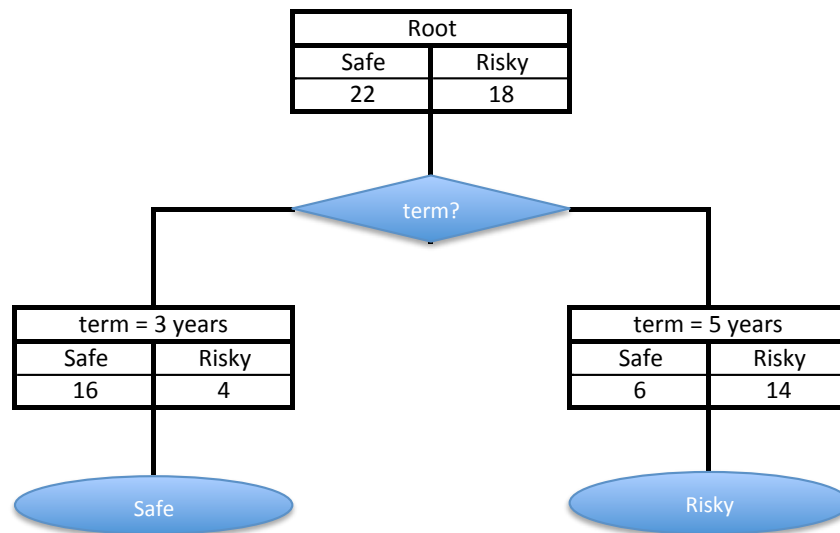 Root
Safe Risky
22 18
term?
term = 3 years
Safe Risky
16 4
term = 5 years
Safe Risky
6 14
Safe
Risky